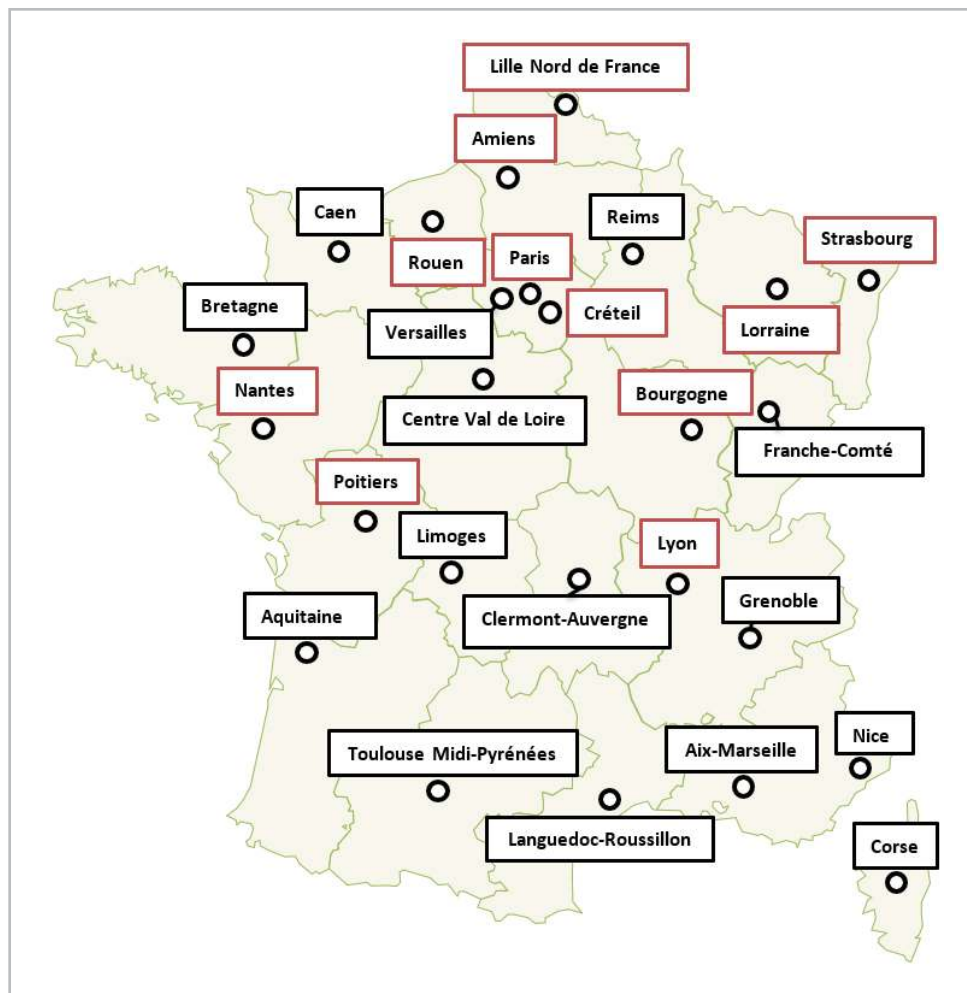 Lille Nord de France
Amiens
Caen
Reims
Rouen
Paris
Strasbourg
Bretagne
Versailles
Créteil
Lorraine
Nantes
Centre Val de Loire
Bourgogne
Franche-Comté
Poitiers
Limoges
Lyon
Aquitaine
Clermont-Auvergne
Grenoble
Toulouse Midi-Pyrénées
Aix-Marseille
Nice
Languedoc-Roussillon
Corse